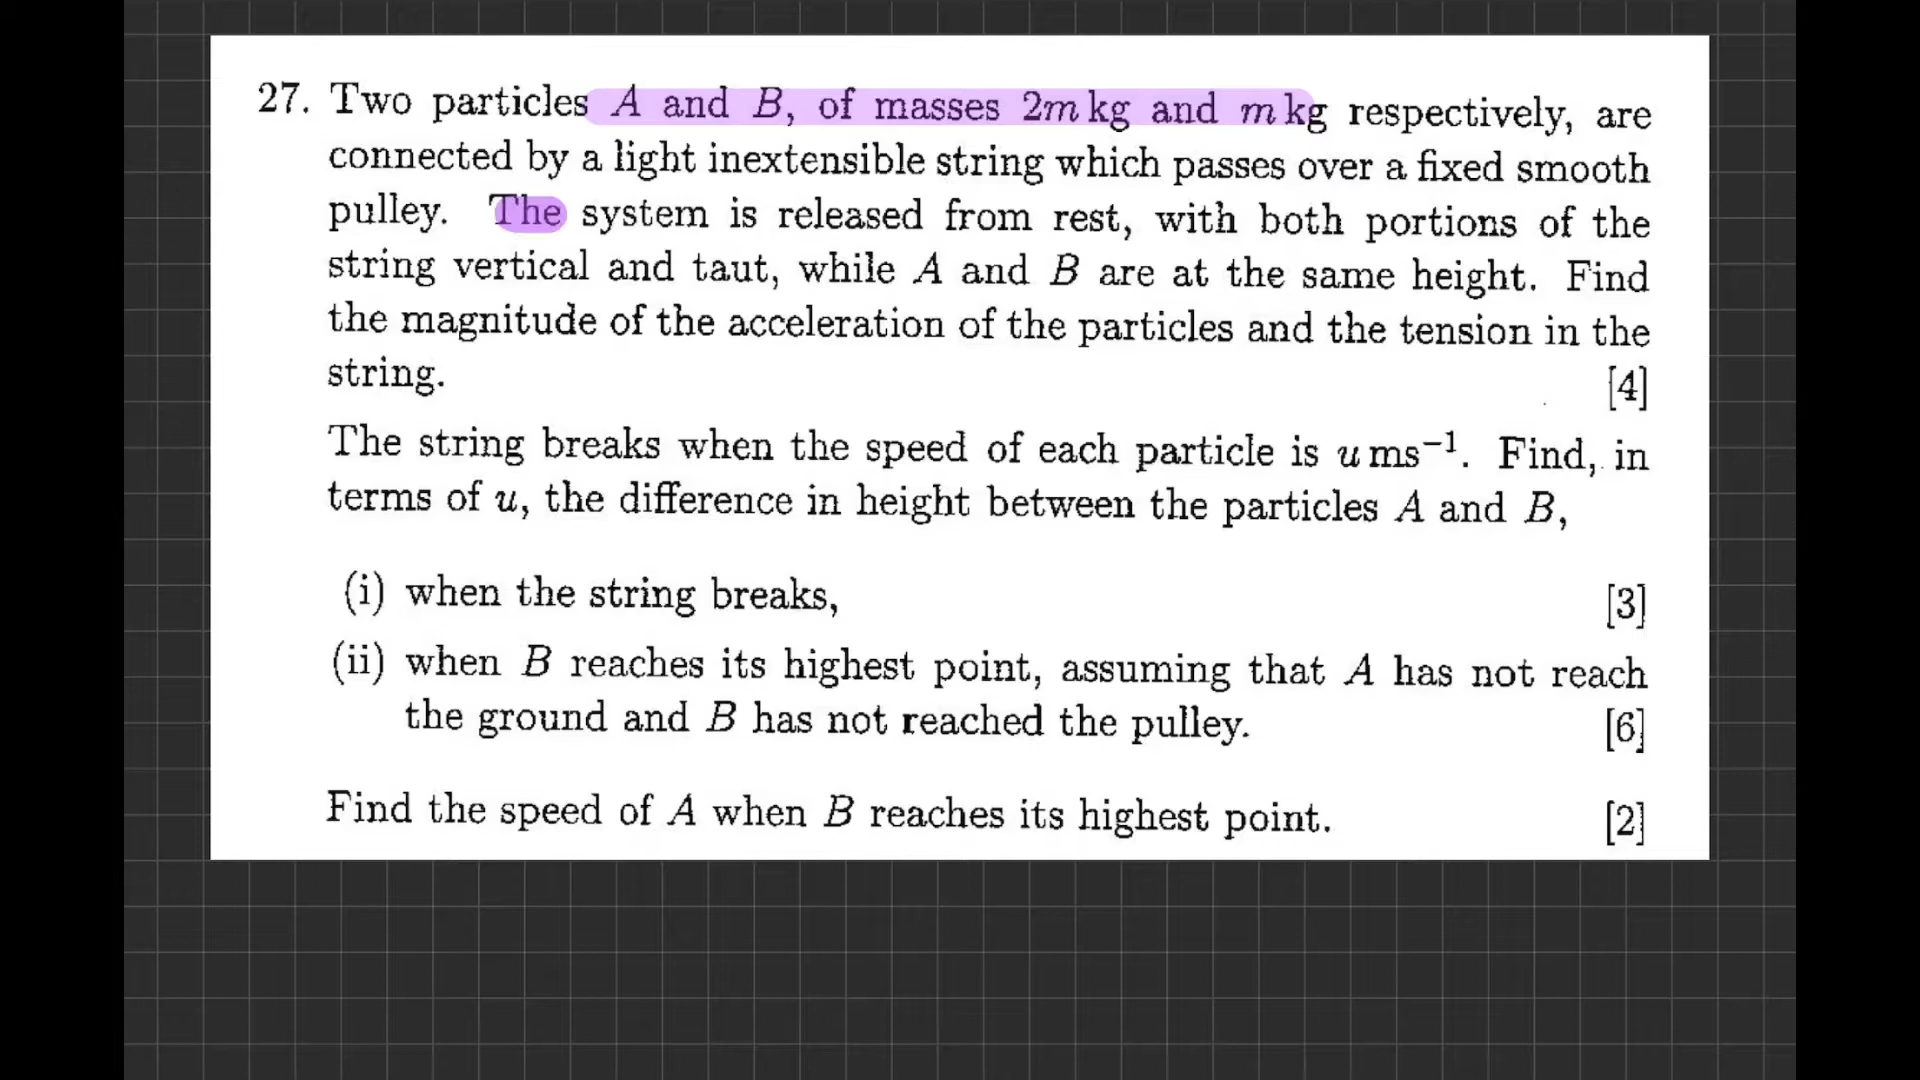 27. Two particles A and B, of masses 2m kg and m kg respectively, are
connected by a light inextensible string which passes over a fixed smooth
pulley. The system is released from rest, with both portions of the
string vertical and taut, while A and B are at the same height. Find
the magnitude of the acceleration of the particles and the tension in the
string. [4]
The string breaks when the speed of each particle is u ms⁻¹. Find, in
terms of u, the difference in height between the particles A and B,
(i) when the string breaks, [3]
(ii) when B reaches its highest point, assuming that A has not reach
the ground and B has not reached the pulley. [6]
Find the speed of A when B reaches its highest point. [2]